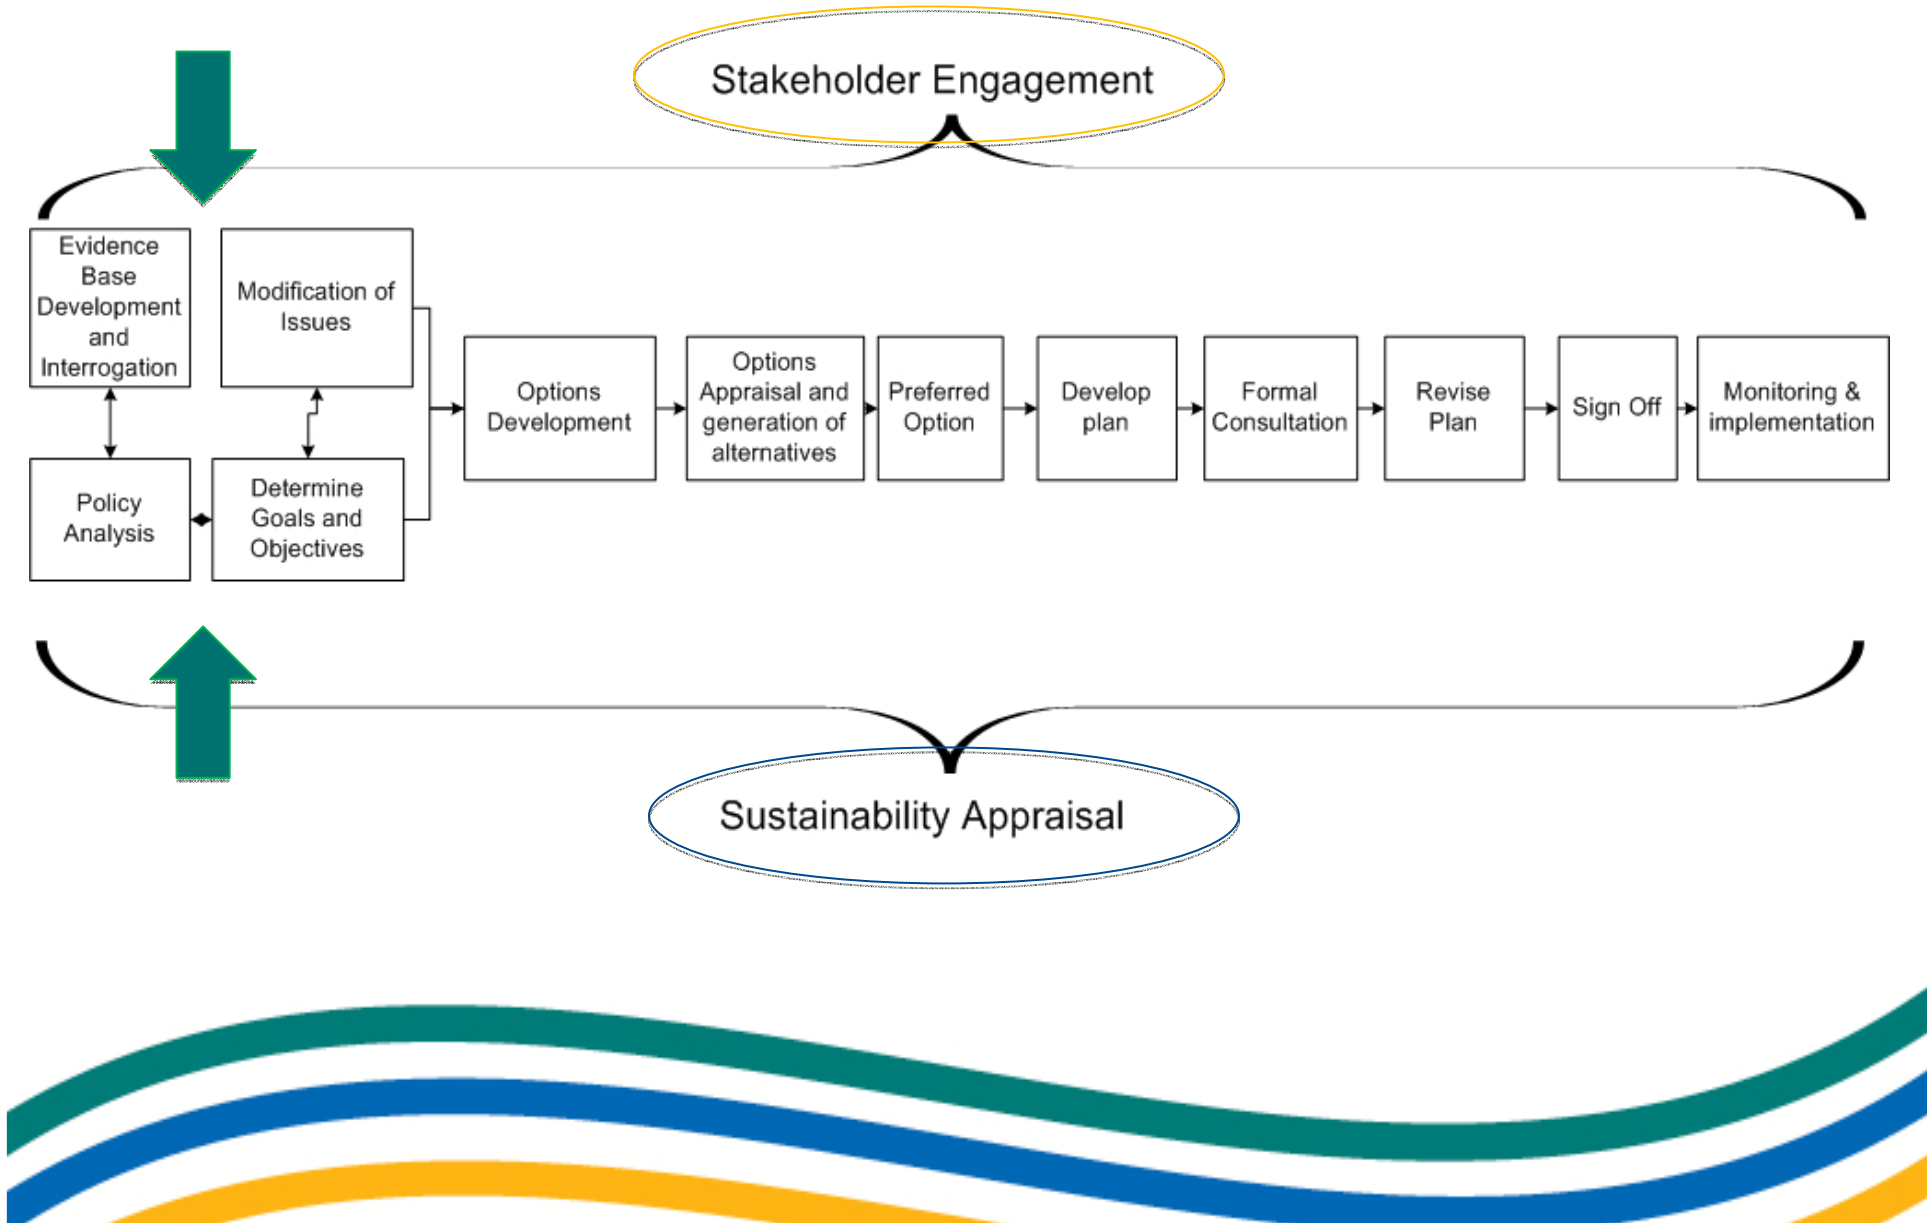 Stakeholder Engagement
Evidence
Base
Development
and
Interrogation
Modification of
Issues
Policy
Analysis
Determine
Goals and
Objectives
Options
Development
Options
Appraisal and
generation of
alternatives
Preferred
Option
Develop
plan
Formal
Consultation
Revise
Plan
Sign Off
Monitoring &
implementation
Sustainability Appraisal